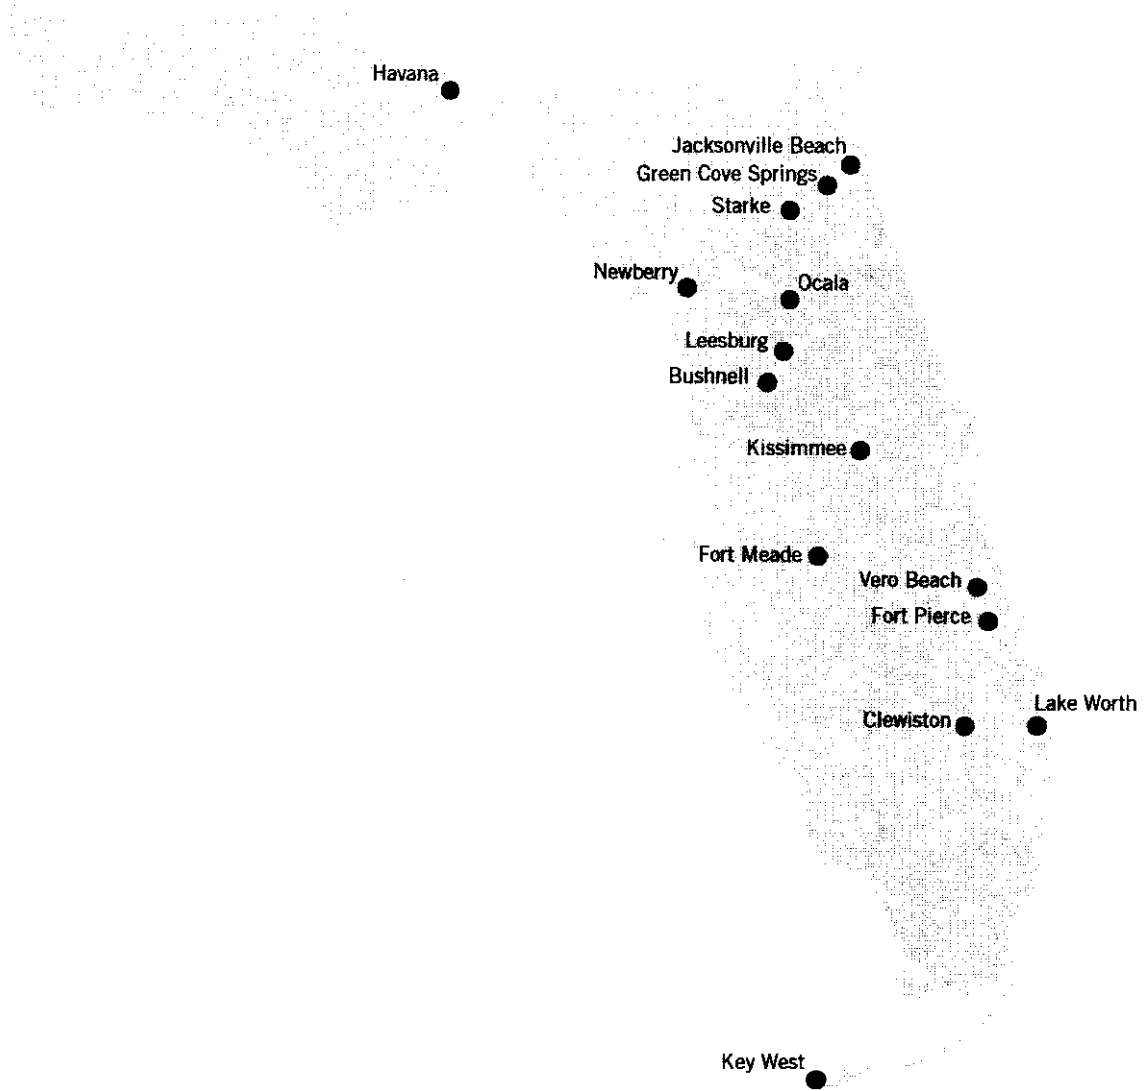 Havana
Jacksonville Beach
Green Cove Springs
Starke
Newberry
Ocala
Leesburg
Bushnell
Kissimmee
Fort Meade
Vero Beach
Fort Pierce
Lake Worth
Clewiston
Key West